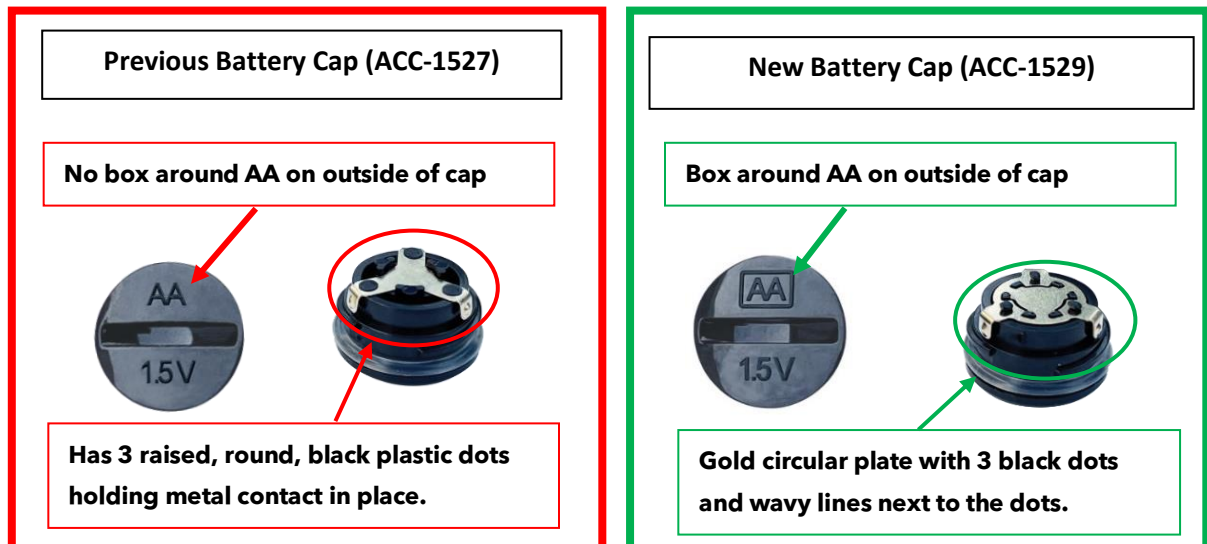 Previous Battery Cap (ACC-1527)
No box around AA on outside of cap
AA
1.5V
Has 3 raised, round, black plastic dots
holding metal contact in place.
New Battery Cap (ACC-1529)
Box around AA on outside of cap
AA
1.5V
Gold circular plate with 3 black dots
and wavy lines next to the dots.